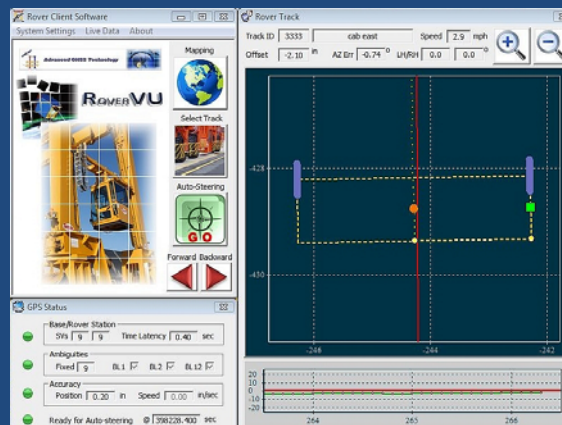 Rover Client Software
System Settings Live Data About
Advanced GNSS Technology
ROVERVU
Mapping
Select Track
Auto-Steering
GO
Forward Backward
GPS Status
Base/Rover Station
SVs 9 9 Time Latency 0.40 sec
Ambiguities
Fixed 9 BL1 BL2 BL12
Accuracy
Position 0.20 in Speed 0.00 in/sec
Ready for Auto-steering @ 398228.400 sec
Rover Track
Track ID 3333 cab east Speed 2.9 mph
Offset -2.10 in AZ Err -0.74 ° LH/RH 0.0 0.0 °
-428
-430
-246 -244 -242
20
10
0
-10
-20
264 265 266